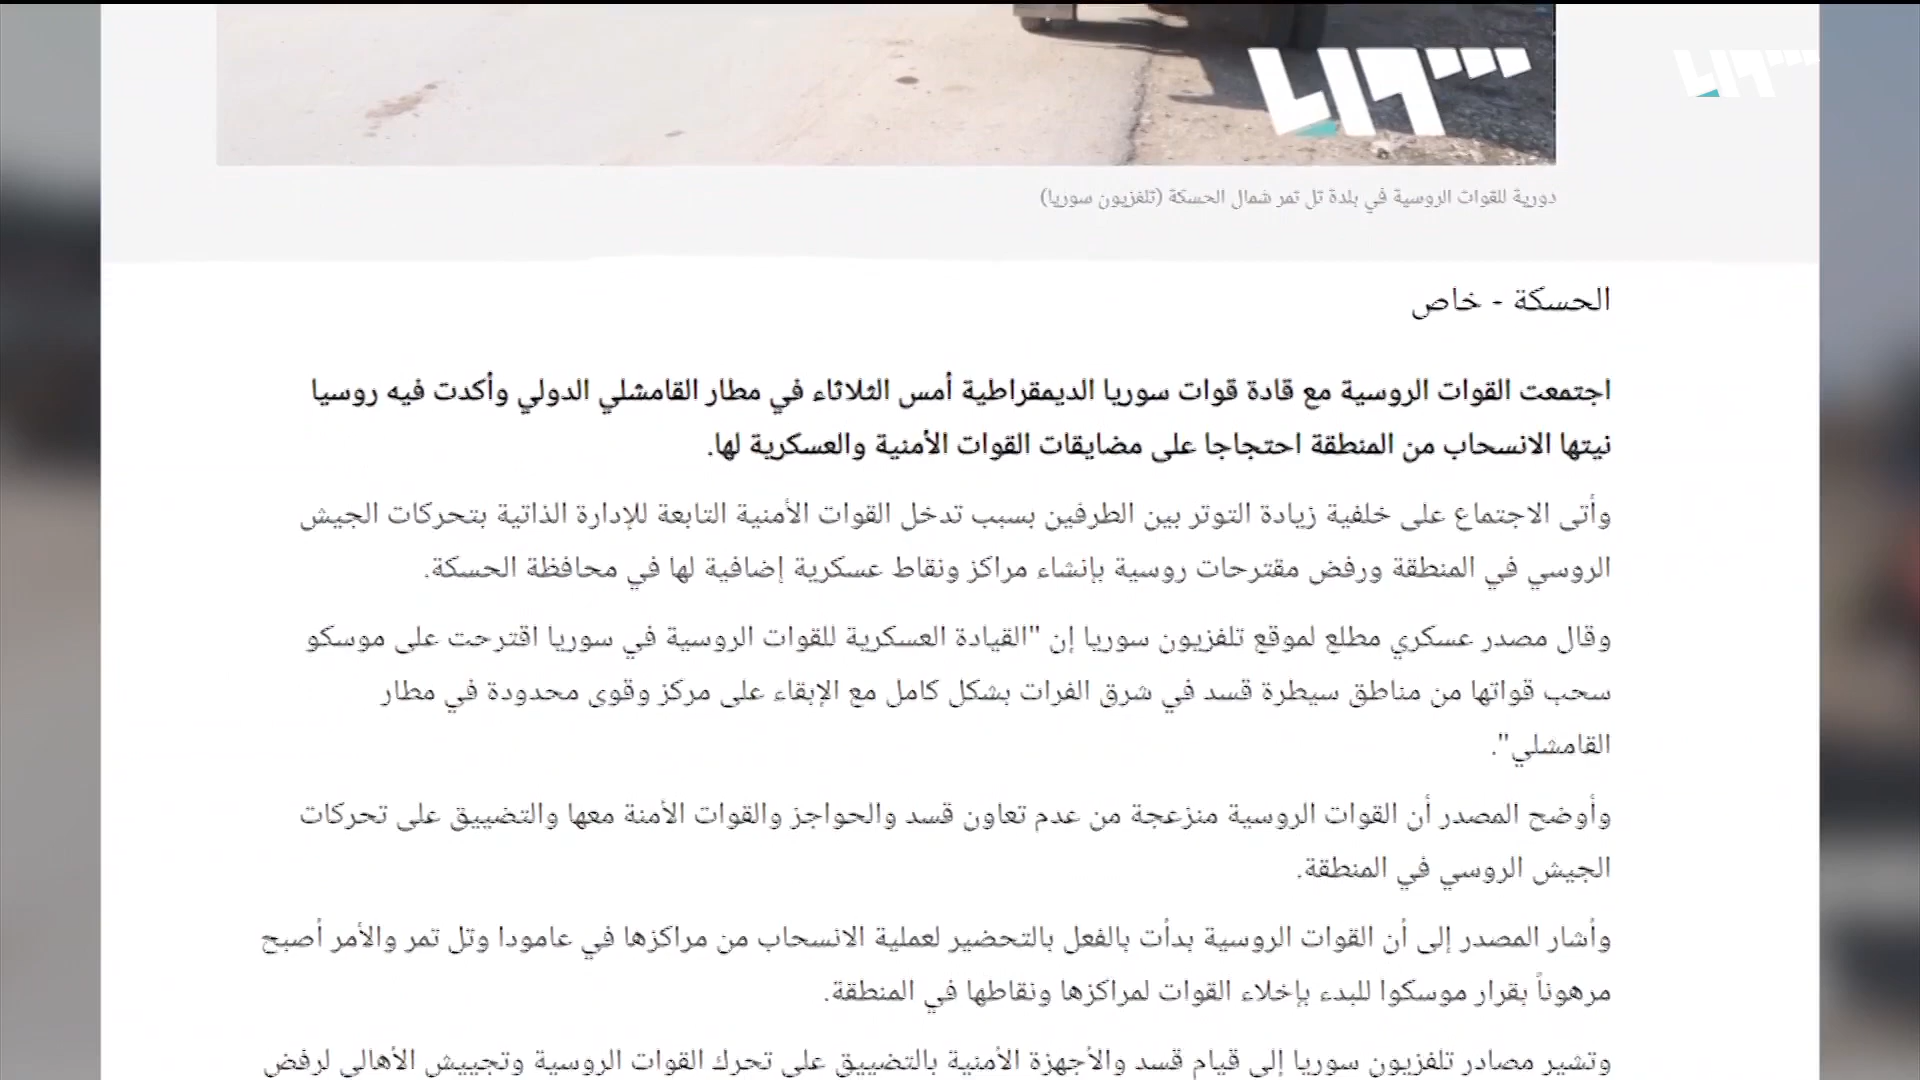 دورية للقوات الروسية في بلدة تل تمر شمال الحسكة (تلفزيون سوريا)
الحسكة - خاص
اجتمعت القوات الروسية مع قادة قوات سوريا الديمقراطية أمس الثلاثاء في مطار القامشلي الدولي وأكدت فيه روسيا
نيتها الانسحاب من المنطقة احتجاجا على مضايقات القوات الأمنية والعسكرية لها.
وأتى الاجتماع على خلفية زيادة التوتر بين الطرفين بسبب تدخل القوات الأمنية التابعة للإدارة الذاتية بتحركات الجيش
الروسي في المنطقة ورفض مقترحات روسية بإنشاء مراكز ونقاط عسكرية إضافية لها في محافظة الحسكة.
وقال مصدر عسكري مطلع لموقع تلفزيون سوريا إن "القيادة العسكرية للقوات الروسية في سوريا اقترحت على موسكو
سحب قواتها من مناطق سيطرة قسد في شرق الفرات بشكل كامل مع الإبقاء على مركز وقوى محدودة في مطار
القامشلي".
وأوضح المصدر أن القوات الروسية منزعجة من عدم تعاون قسد والحواجز والقوات الأمنة معها والتضييق على تحركات
الجيش الروسي في المنطقة.
وأشار المصدر إلى أن القوات الروسية بدأت بالفعل بالتحضير لعملية الانسحاب من مراكزها في عامودا وتل تمر والأمر أصبح
مرهوناً بقرار موسكوا للبدء بإخلاء القوات لمراكزها ونقاطها في المنطقة.
وتشير مصادر تلفزيون سوريا إلى قيام قسد والأجهزة الأمنية بالتضييق على تحرك القوات الروسية وتجييش الأهالي لرفض